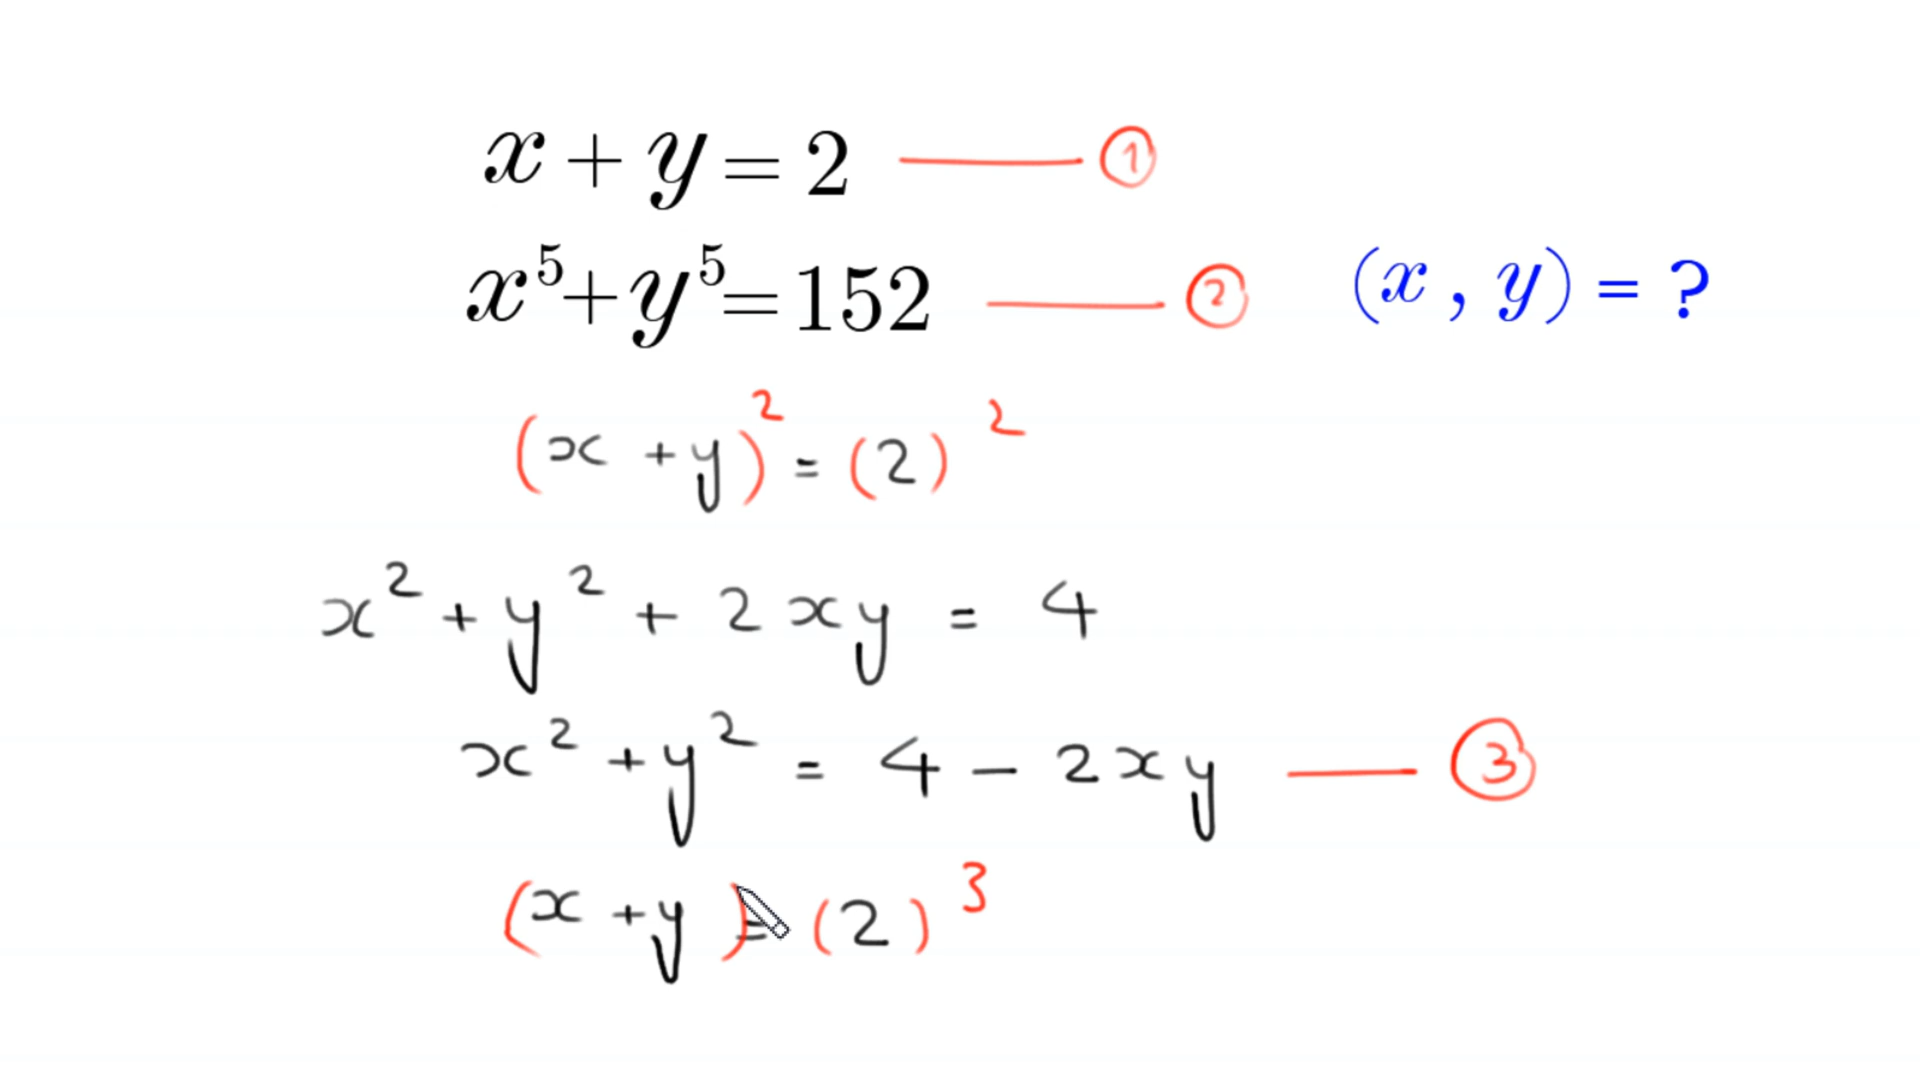 x + y = 2 —— ①
x⁵ + y⁵ = 152 —— ②
(x , y) = ?
(x + y)² = (2)²
x² + y² + 2xy = 4
x² + y² = 4 − 2xy —— ③
(x + y) = (2)³